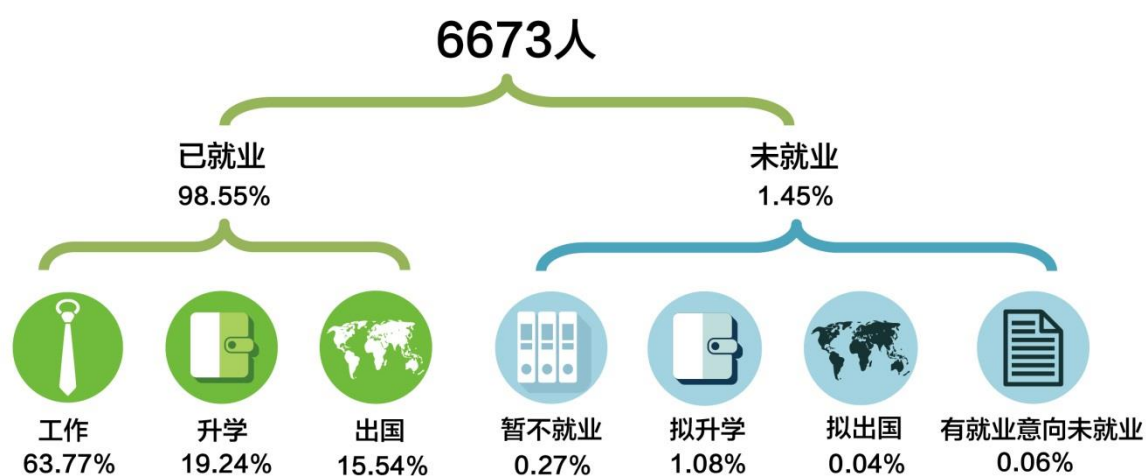 6673人
已就业
98.55%
未就业
1.45%
工作
63.77%
升学
19.24%
出国
15.54%
暂不就业
0.27%
拟升学
1.08%
拟出国
0.04%
有就业意向未就业
0.06%